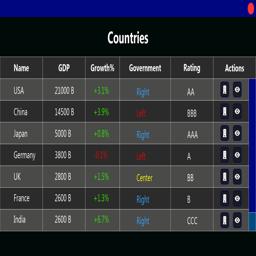 Countries
Name GDP Growth% Government Rating Actions
USA 21000 B +3.1% Right AA
China 14500 B +3.9% Left BBB
Japan 5000 B +0.8% Right AAA
Germany 3800 B -0.1% Left A
UK 2800 B +1.5% Center BB
France 2600 B +1.3% Right B
India 2600 B +6.7% Right CCC